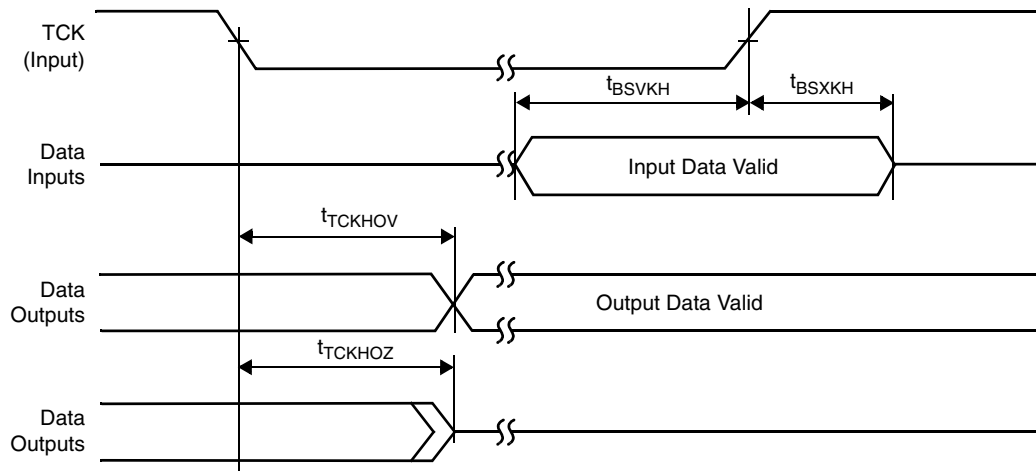 TCK
(Input)
tBSVKH
tBSXKH
Data
Inputs
Input Data Valid
tTCKHOV
Data
Outputs
Output Data Valid
tTCKHOZ
Data
Outputs